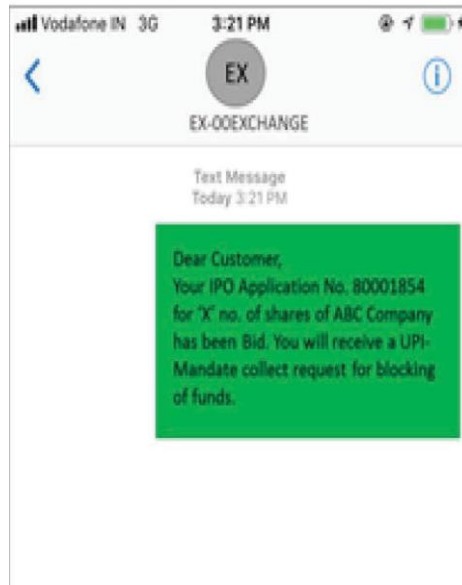 Vodafone IN 3G 3:21 PM
EX
EX-00EXCHANGE
Text Message
Today 3:21 PM
Dear Customer,
Your IPO Application No. 80001854
for 'X' no. of shares of ABC Company
has been Bid. You will receive a UPI-
Mandate collect request for blocking
of funds.